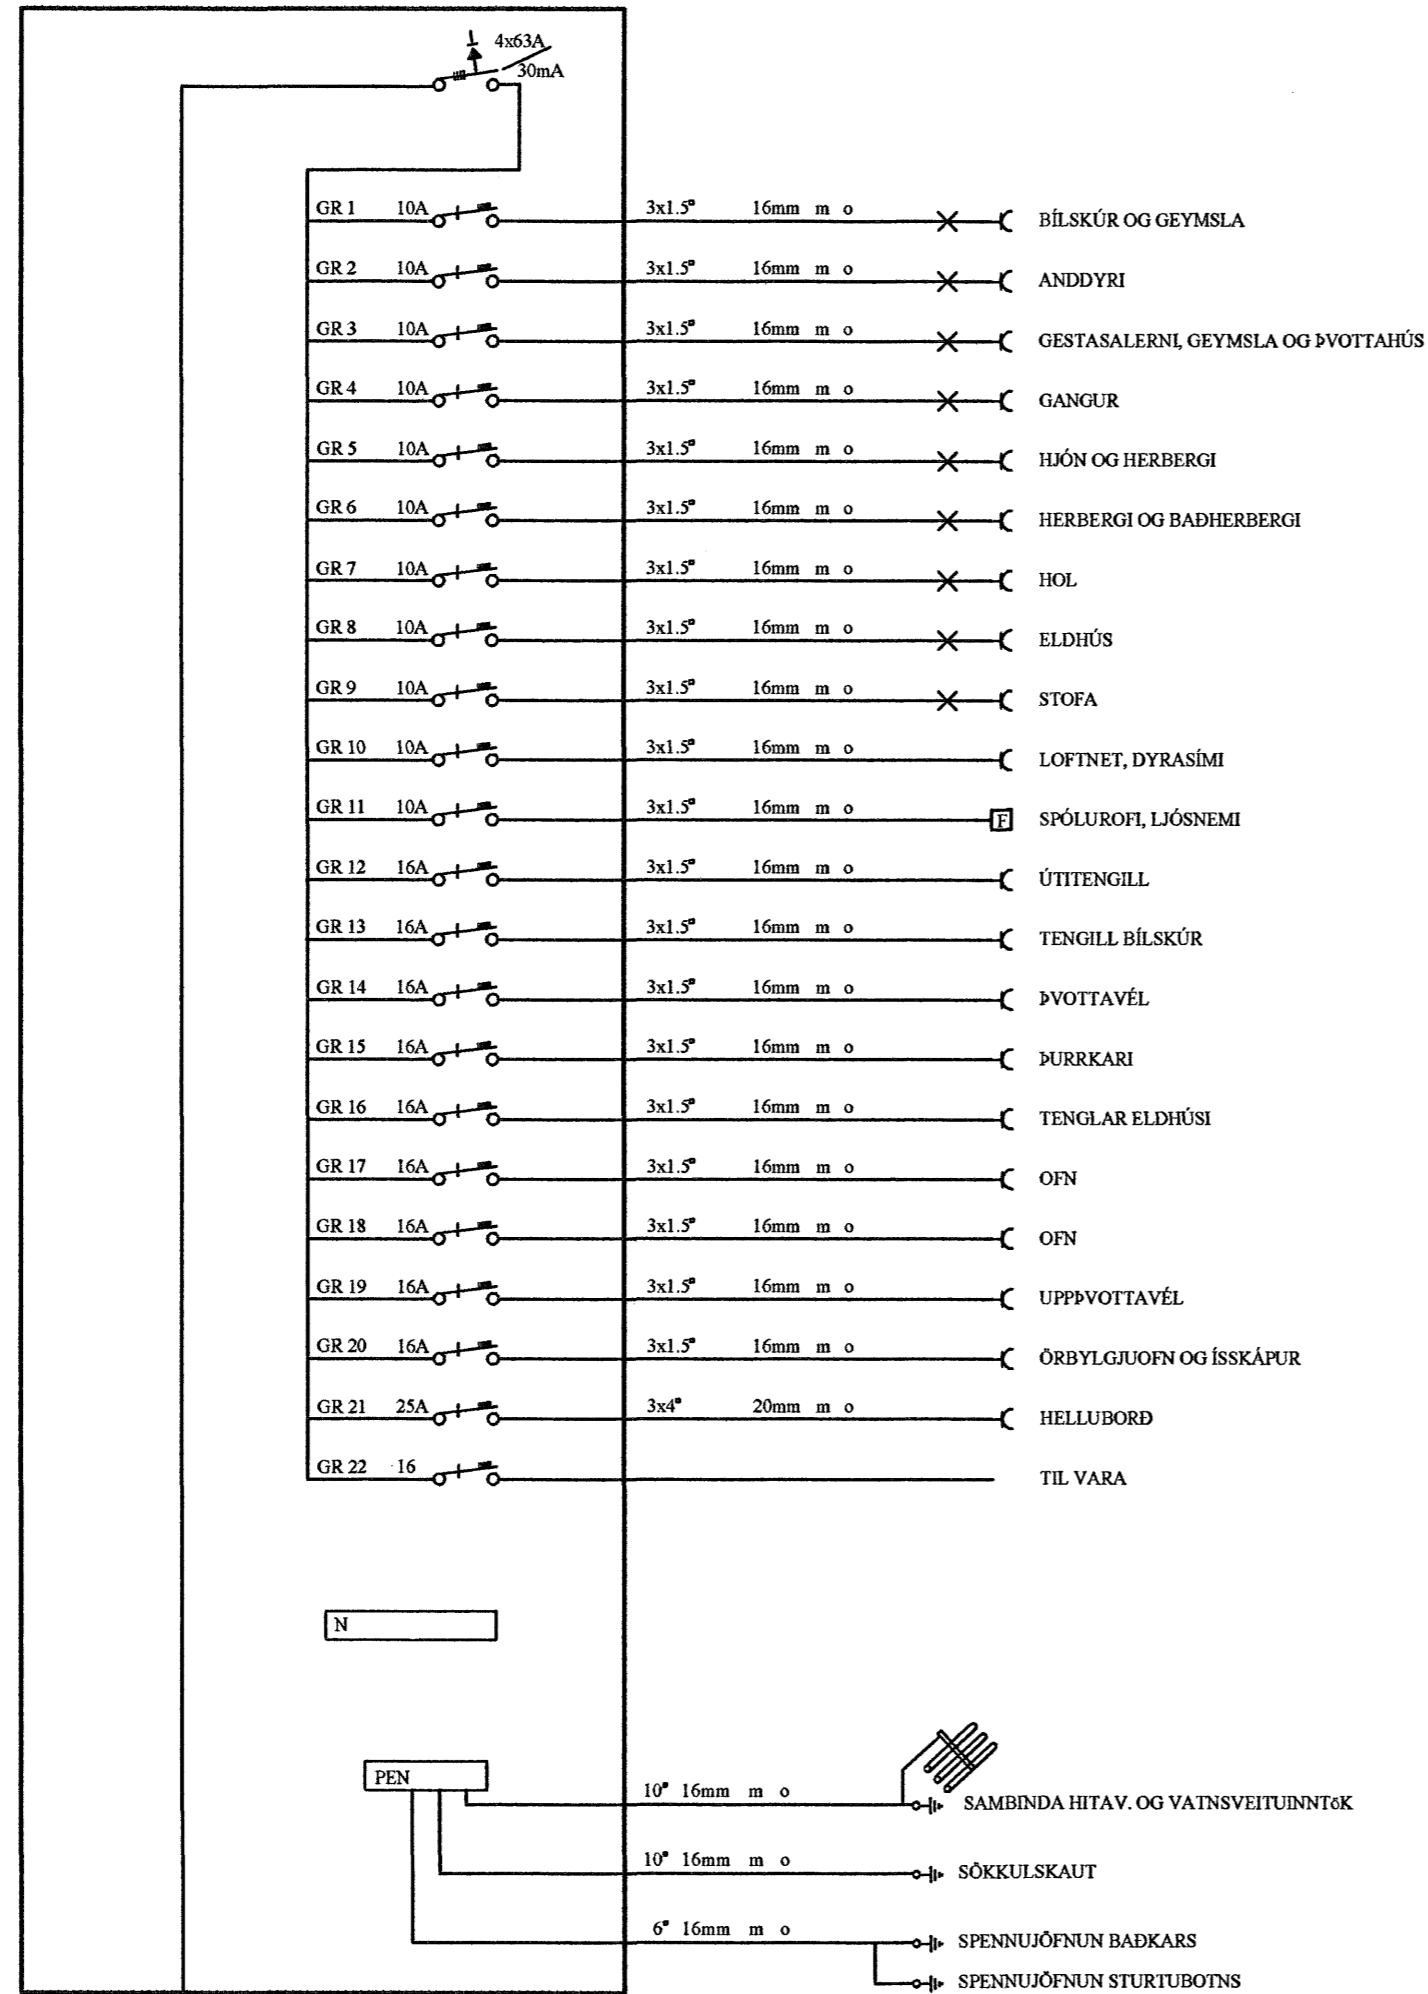 4x63A
30mA
GR 1 10A 3x1.5▫ 16mm m o BÍLSKÚR OG GEYMSLA
GR 2 10A 3x1.5▫ 16mm m o ANDDYRI
GR 3 10A 3x1.5▫ 16mm m o GESTASALERNI, GEYMSLA OG ÞVOTTAHÚS
GR 4 10A 3x1.5▫ 16mm m o GANGUR
GR 5 10A 3x1.5▫ 16mm m o HJÓN OG HERBERGI
GR 6 10A 3x1.5▫ 16mm m o HERBERGI OG BAÐHERBERGI
GR 7 10A 3x1.5▫ 16mm m o HOL
GR 8 10A 3x1.5▫ 16mm m o ELDHÚS
GR 9 10A 3x1.5▫ 16mm m o STOFA
GR 10 10A 3x1.5▫ 16mm m o LOFTNET, DYRASÍMI
GR 11 10A 3x1.5▫ 16mm m o F SPÓLUROFI, LJÓSNEMI
GR 12 16A 3x1.5▫ 16mm m o ÚTITENGILL
GR 13 16A 3x1.5▫ 16mm m o TENGILL BÍLSKÚR
GR 14 16A 3x1.5▫ 16mm m o ÞVOTTAVÉL
GR 15 16A 3x1.5▫ 16mm m o ÞURRKARI
GR 16 16A 3x1.5▫ 16mm m o TENGLAR ELDHÚSI
GR 17 16A 3x1.5▫ 16mm m o OFN
GR 18 16A 3x1.5▫ 16mm m o OFN
GR 19 16A 3x1.5▫ 16mm m o UPPÞVOTTAVÉL
GR 20 16A 3x1.5▫ 16mm m o ÖRBYLGJUOFN OG ÍSSKÁPUR
GR 21 25A 3x4▫ 20mm m o HELLUBORÐ
GR 22 16 TIL VARA
N
PEN
10▫ 16mm m o SAMBINDA HITAV. OG VATNSVEITUINNTöK
10▫ 16mm m o SÖKKULSKAUT
6▫ 16mm m o SPENNUJÖFNUN BAÐKARS
SPENNUJÖFNUN STURTUBOTNS